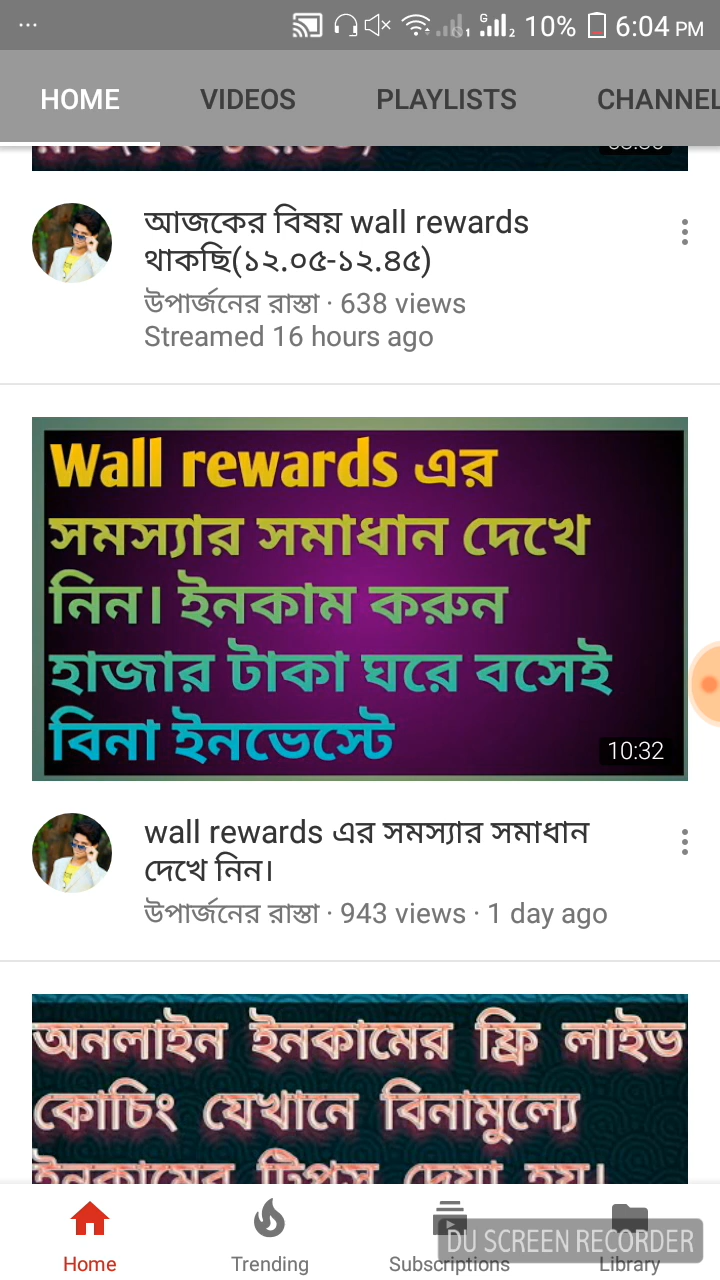 10% 6:04 PM
HOME VIDEOS PLAYLISTS CHANNEL
আজকের বিষয় wall rewards
থাকছি(১২.০৫-১২.৪৫)
উপার্জনের রাস্তা · 638 views
Streamed 16 hours ago
Wall rewards এর
সমস্যার সমাধান দেখে
নিন। ইনকাম করুন
হাজার টাকা ঘরে বসেই
বিনা ইনভেস্টে
10:32
wall rewards এর সমস্যার সমাধান
দেখে নিন।
উপার্জনের রাস্তা · 943 views · 1 day ago
অনলাইন ইনকামের ফ্রি লাইভ
কোচিং যেখানে বিনামুল্যে
ইনকামের টিপস দেয়া হয়।
DU SCREEN RECORDER
Home Trending Subscriptions Library